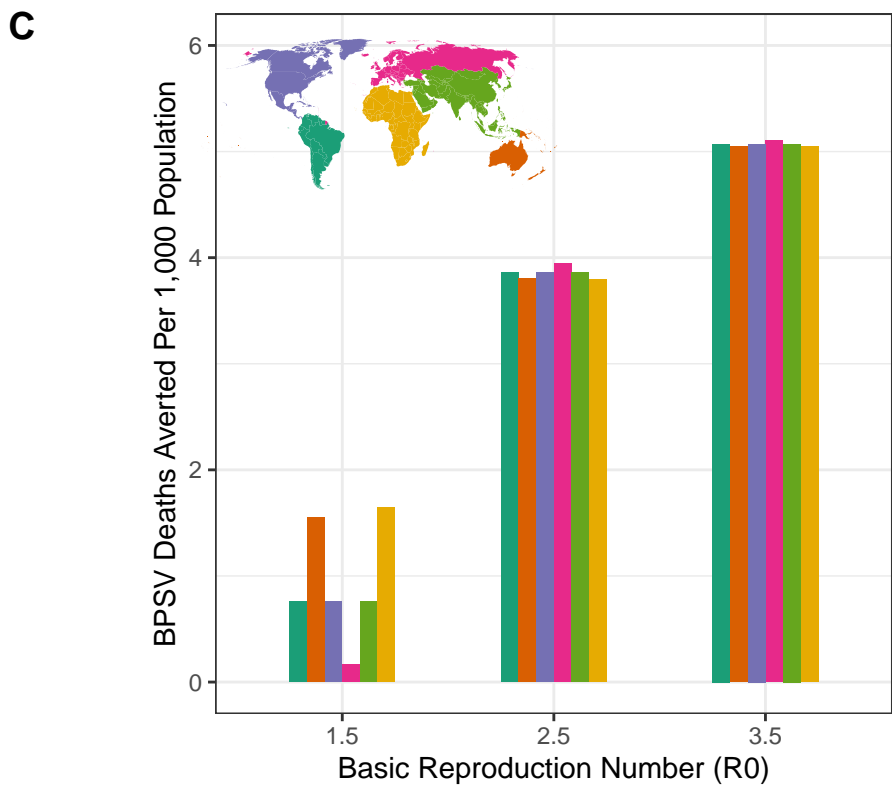 C
BPSV Deaths Averted Per 1,000 Population
6
4
2
0
1.5 2.5 3.5
Basic Reproduction Number (R0)